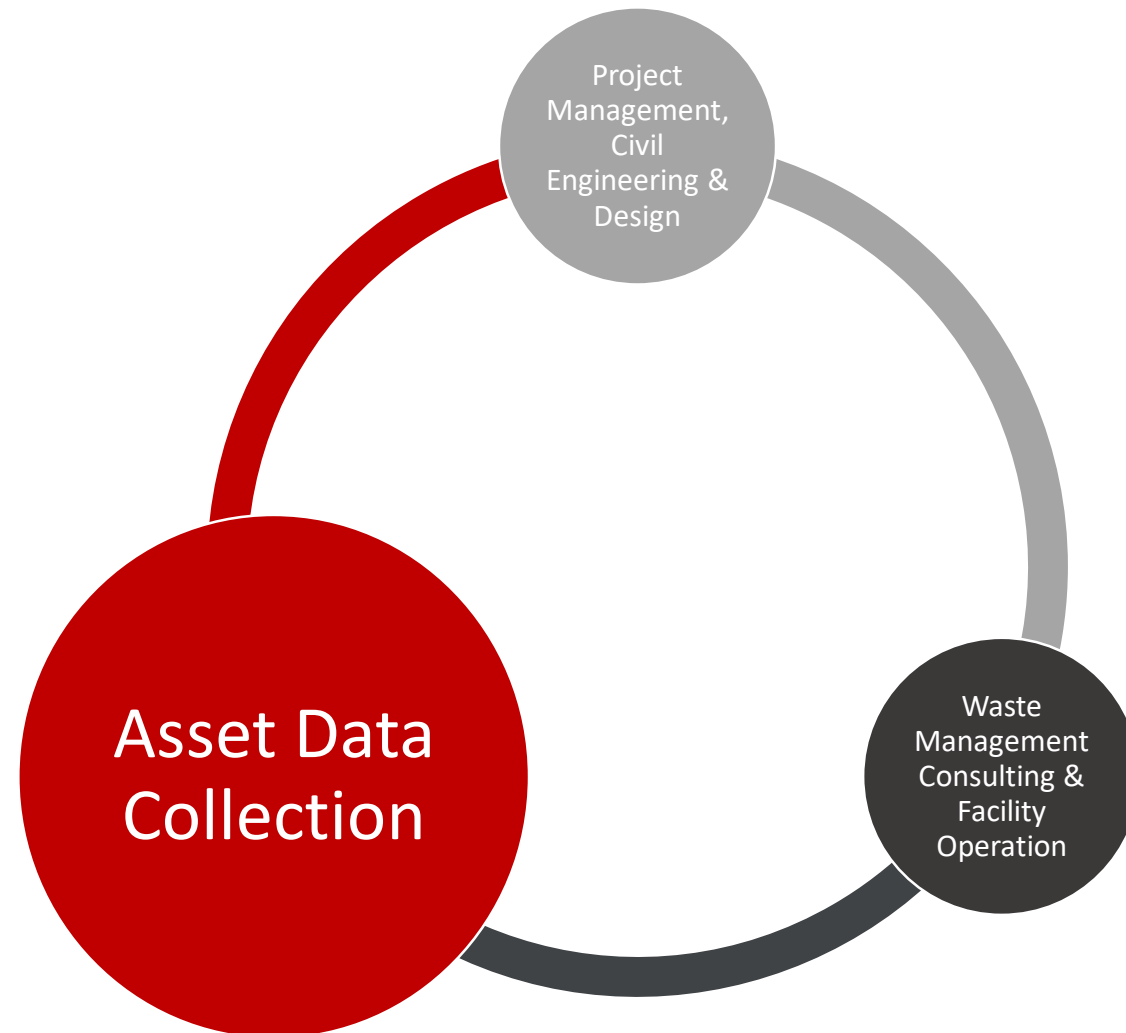 Project
Management,
Civil
Engineering &
Design
Waste
Management
Consulting &
Facility
Operation
Asset Data
Collection